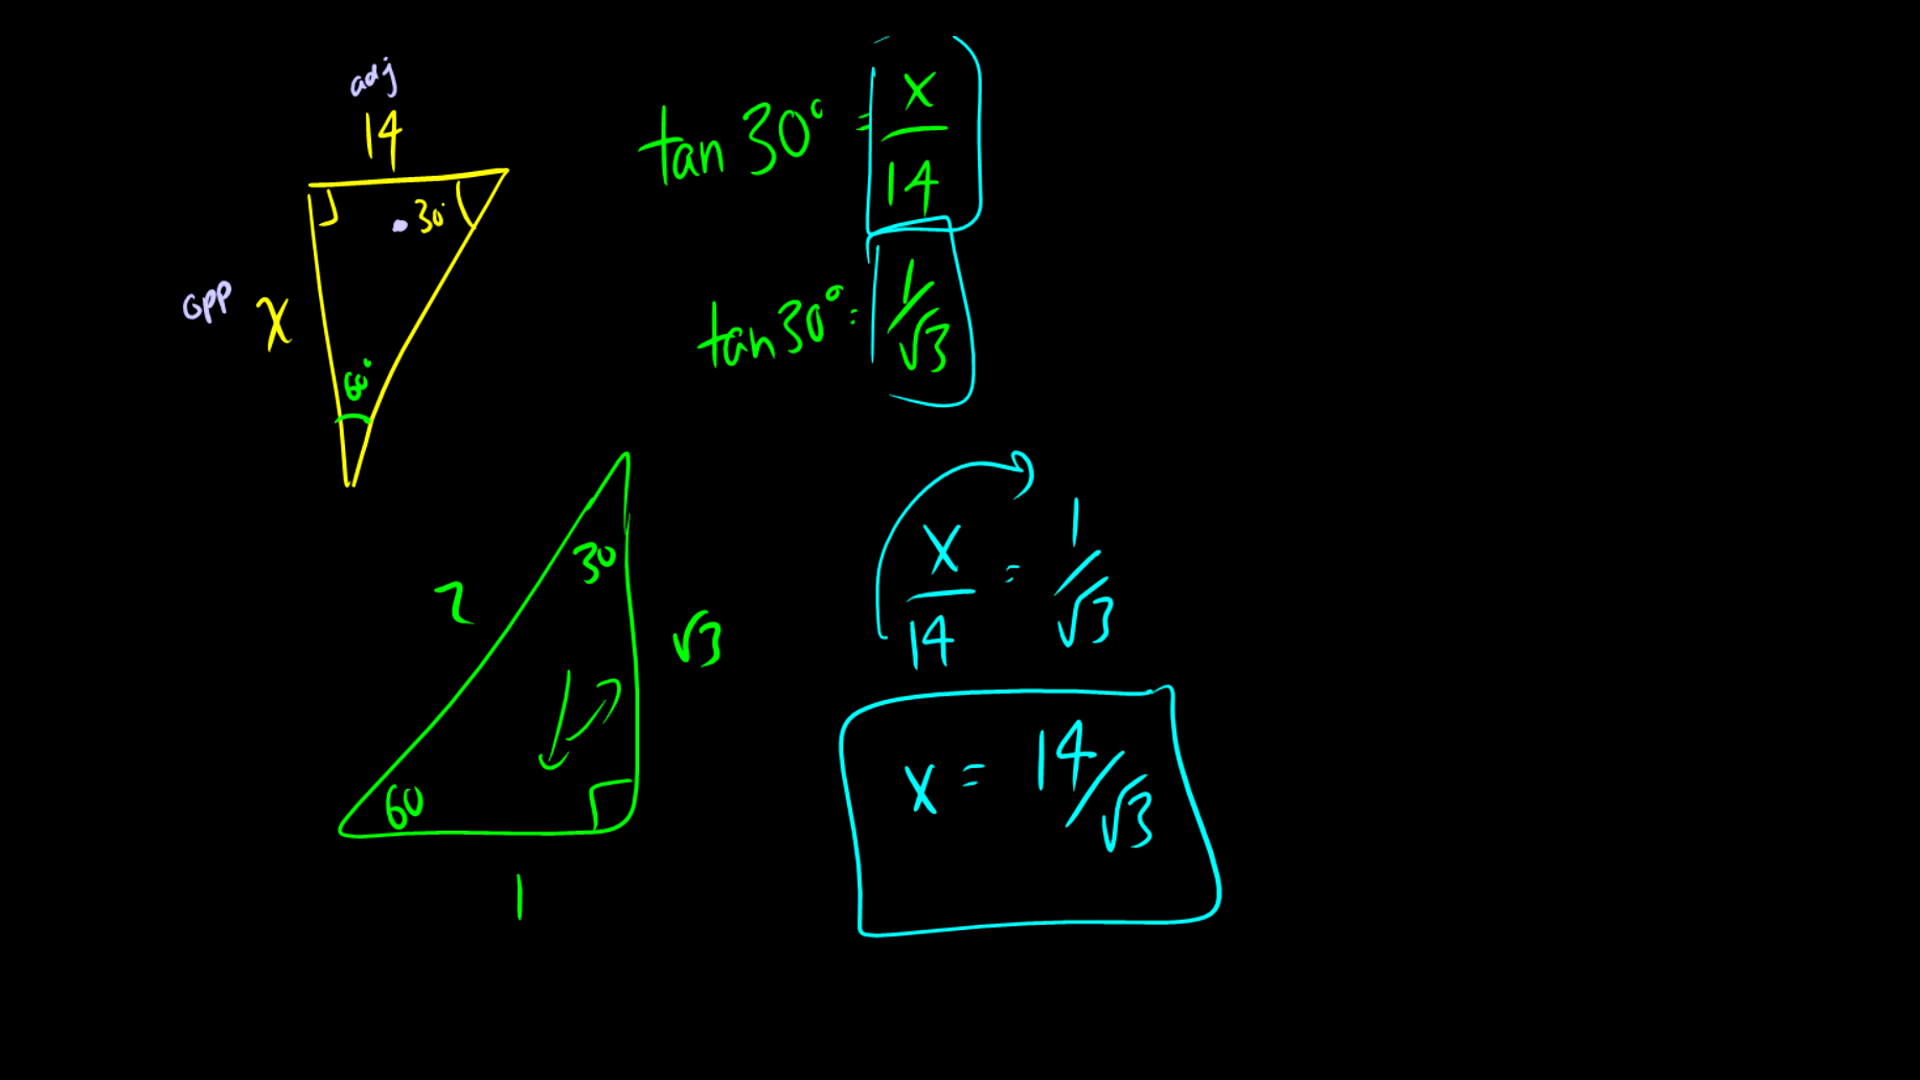 adj
14
30°
opp
x
60°
tan 30° = x/14
tan 30° = 1/√3
30
2
√3
60
1
x/14 = 1/√3
x = 14/√3